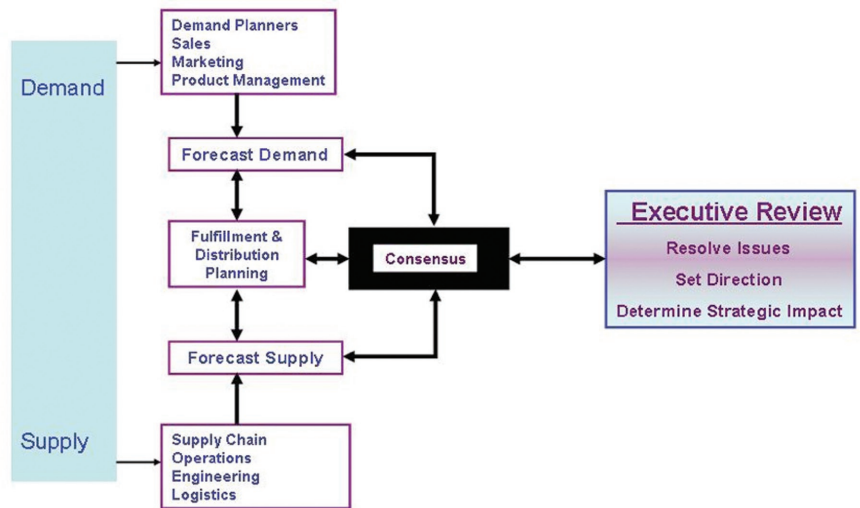 Demand
Supply
Demand Planners
Sales
Marketing
Product Management
Forecast Demand
Fulfillment &
Distribution
Planning
Forecast Supply
Supply Chain
Operations
Engineering
Logistics
Consensus
Executive Review
Resolve Issues
Set Direction
Determine Strategic Impact